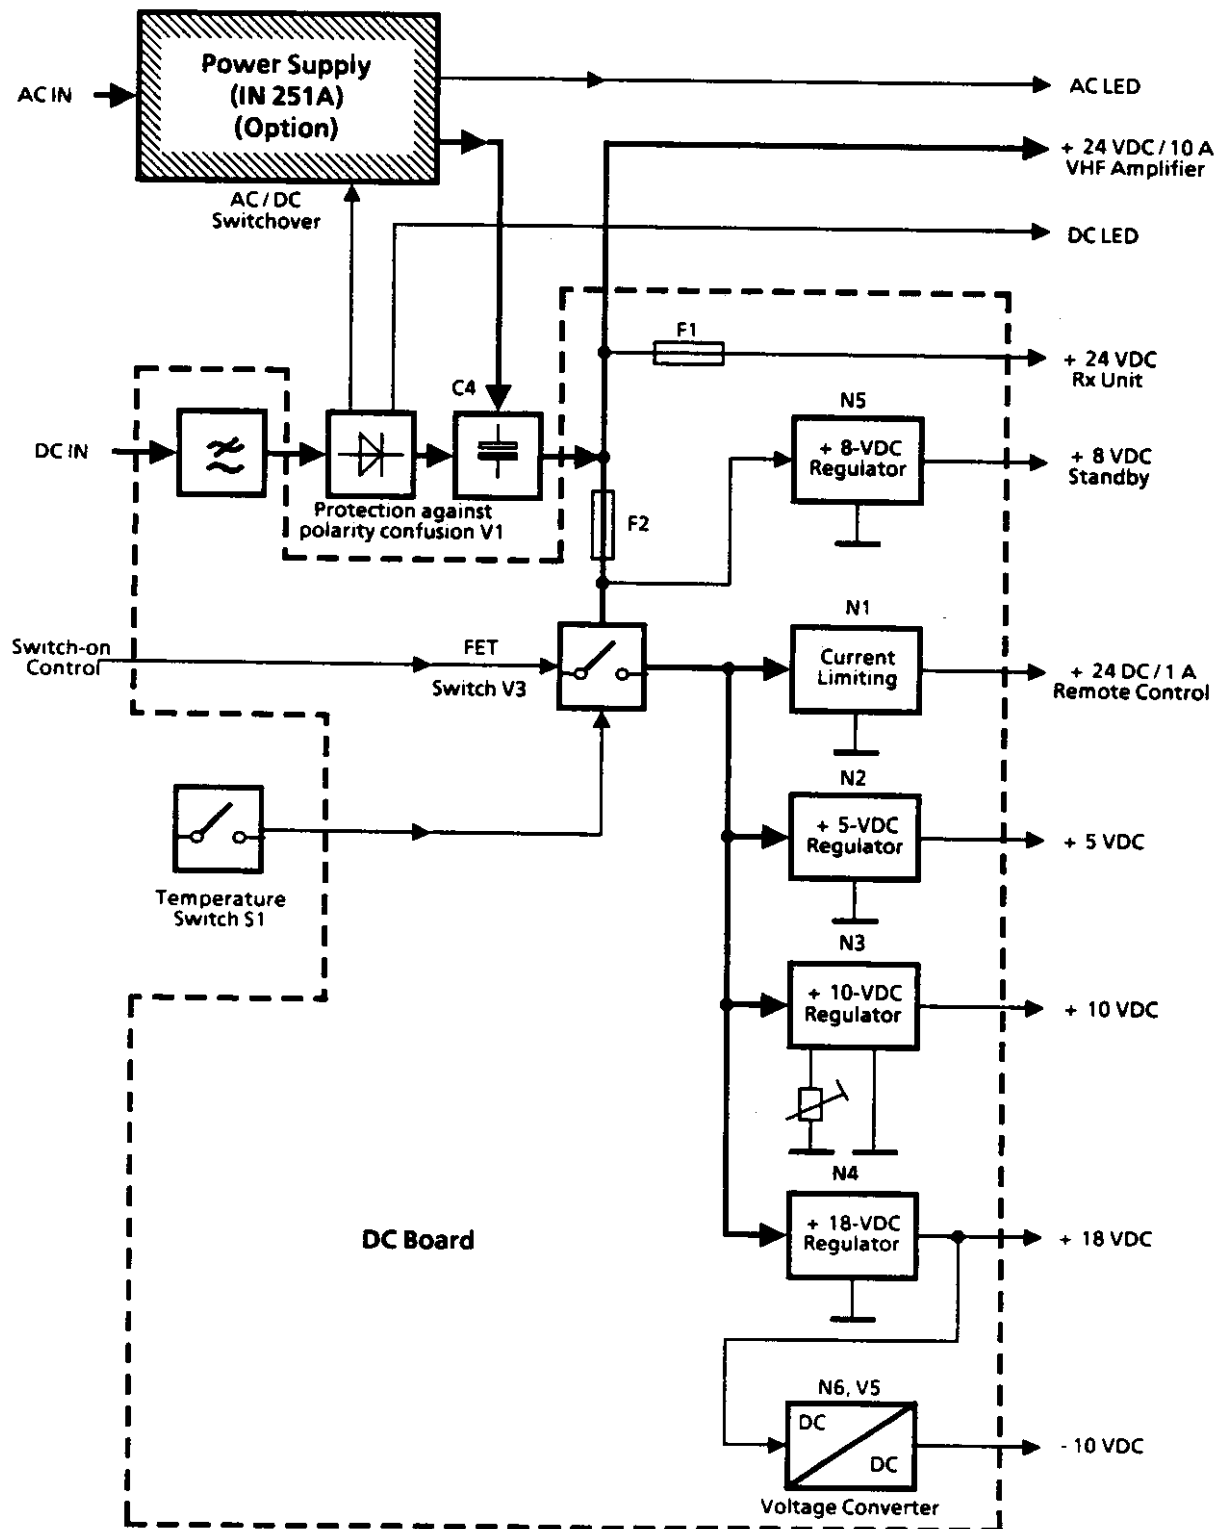 Power Supply
(IN 251A)
(Option)
AC IN
AC LED
+ 24 VDC / 10 A
VHF Amplifier
AC / DC
Switchover
DC LED
F1
+ 24 VDC
Rx Unit
C4
N5
DC IN
+ 8-VDC
Regulator
+ 8 VDC
Standby
Protection against
polarity confusion V1
F2
N1
Switch-on
Control
FET
Switch V3
Current
Limiting
+ 24 DC / 1 A
Remote Control
N2
+ 5-VDC
Regulator
+ 5 VDC
Temperature
Switch S1
N3
+ 10-VDC
Regulator
+ 10 VDC
N4
DC Board
+ 18-VDC
Regulator
+ 18 VDC
N6, V5
DC
DC
- 10 VDC
Voltage Converter